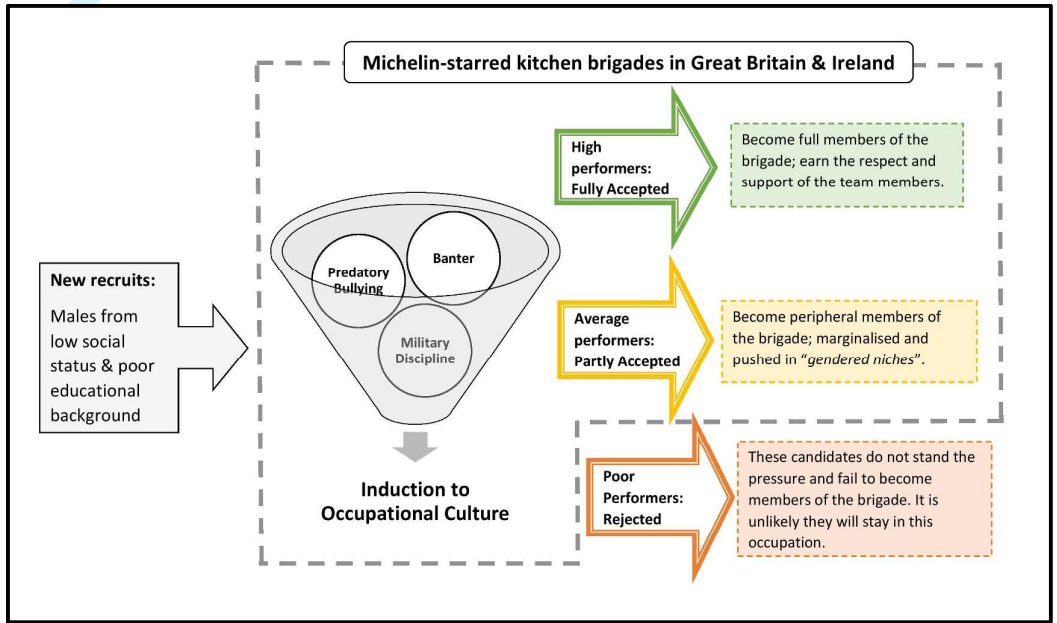 Michelin-starred kitchen brigades in Great Britain & Ireland
New recruits:
Males from
low social
status & poor
educational
background
Predatory
Bullying
Banter
Military
Discipline
Induction to
Occupational Culture
High
performers:
Fully Accepted
Become full members of the
brigade; earn the respect and
support of the team members.
Average
performers:
Partly Accepted
Become peripheral members of
the brigade; marginalised and
pushed in "gendered niches".
Poor
Performers:
Rejected
These candidates do not stand the
pressure and fail to become
members of the brigade. It is
unlikely they will stay in this
occupation.